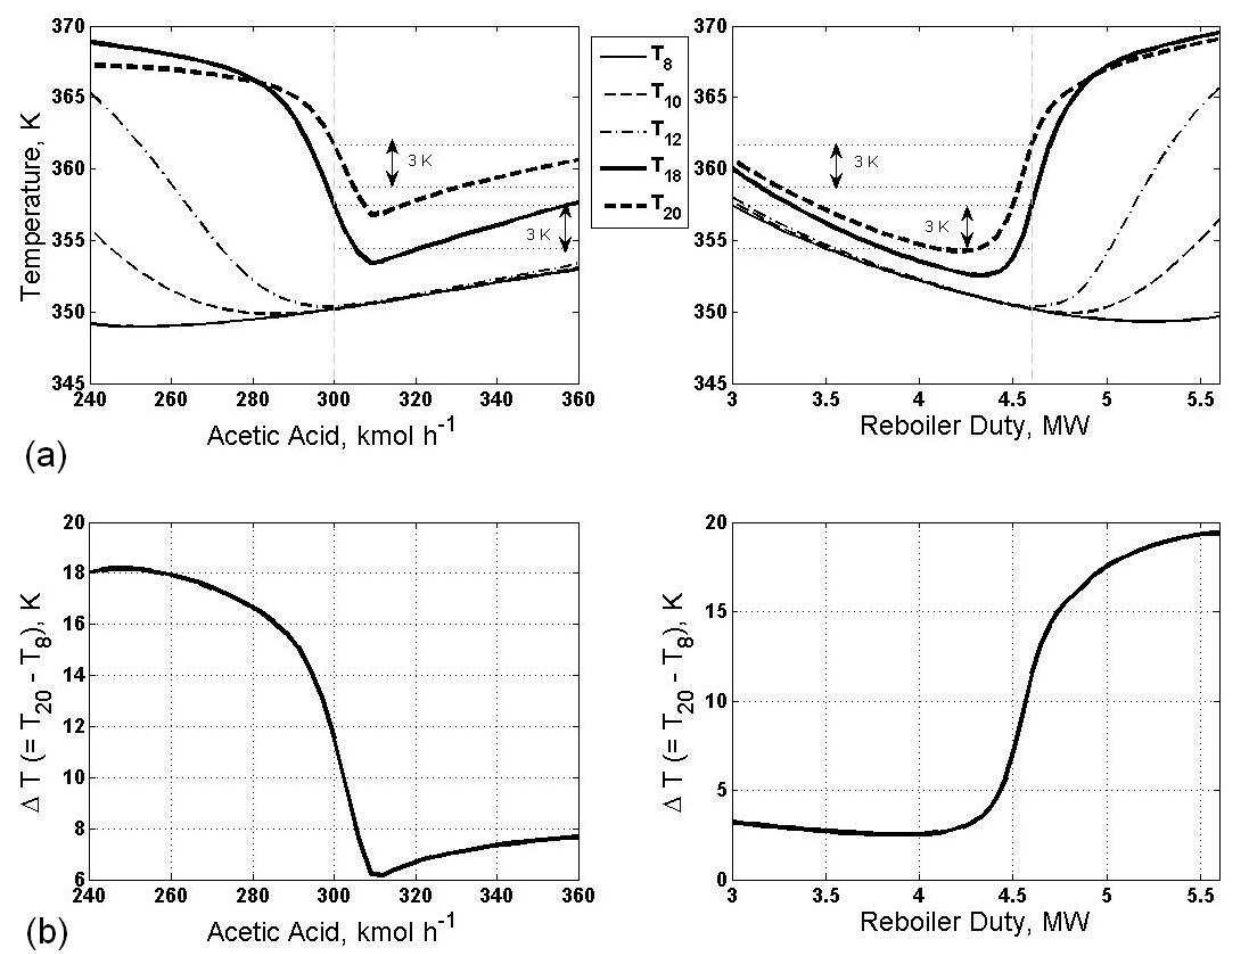 370
365
360
355
350
345
Temperature, K
240 260 280 300 320 340 360
Acetic Acid, kmol h-1
3 K
3 K
T8
T10
T12
T18
T20
370
365
360
355
350
345
3 K
3 K
3 3.5 4 4.5 5 5.5
Reboiler Duty, MW
(a)
20
18
16
14
12
10
8
6
Δ T (= T20 - T8), K
240 260 280 300 320 340 360
Acetic Acid, kmol h-1
20
15
10
5
0
Δ T (= T20 - T8), K
3 3.5 4 4.5 5 5.5
Reboiler Duty, MW
(b)